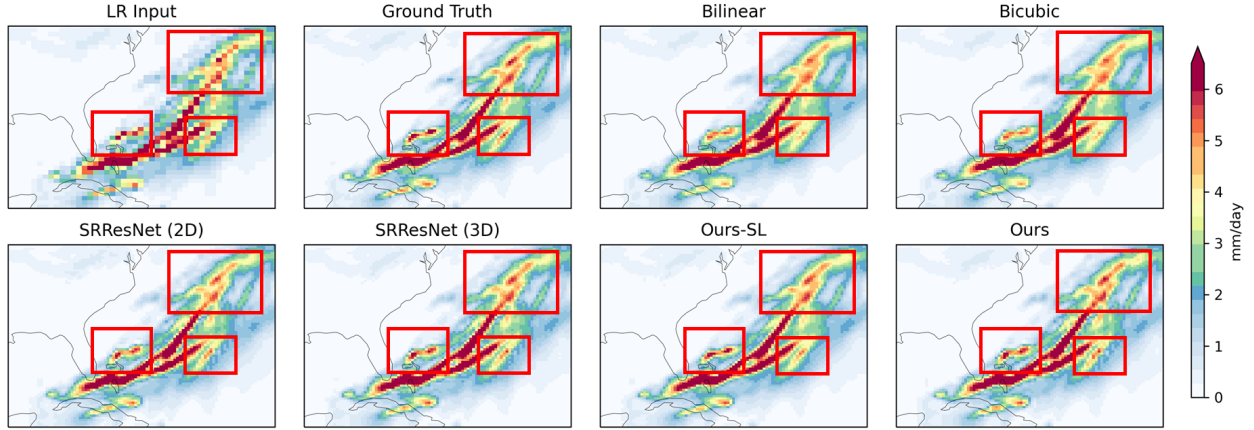 LR Input
Ground Truth
Bilinear
Bicubic
SRResNet (2D)
SRResNet (3D)
Ours-SL
Ours
6
5
4
3
2
1
0
mm/day